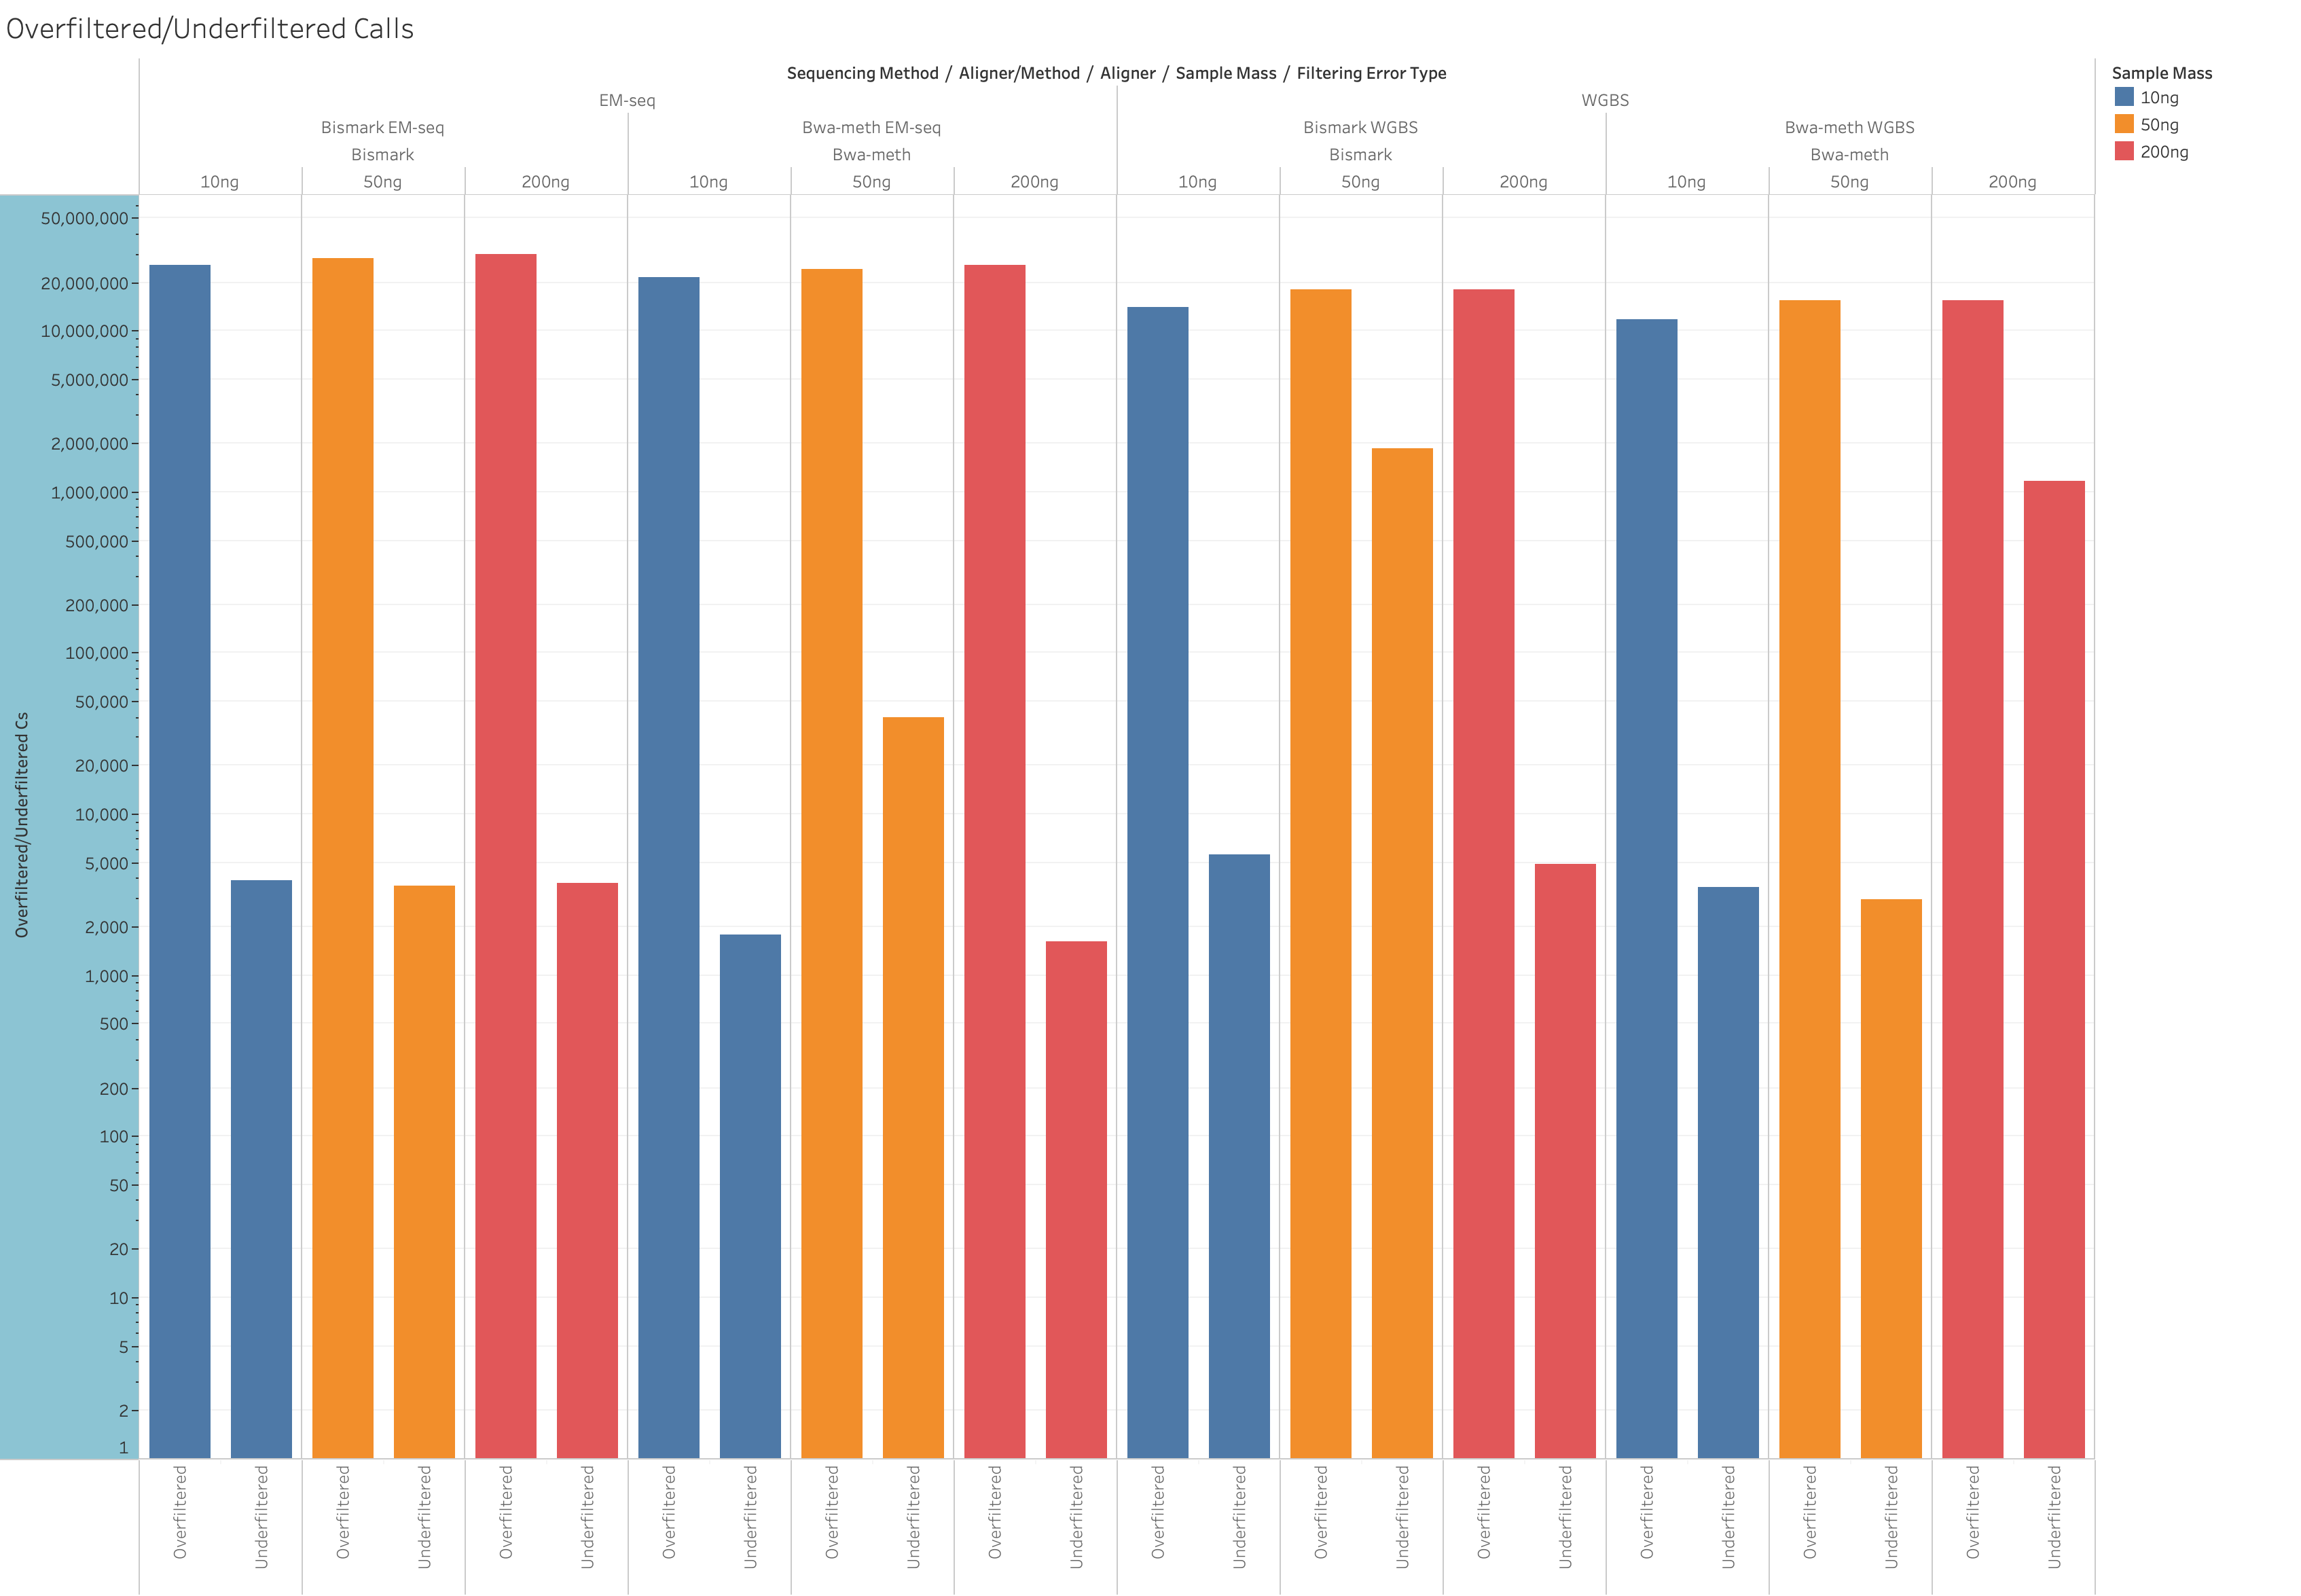 Overfiltered/Underfiltered Calls
Sequencing Method / Aligner/Method / Aligner / Sample Mass / Filtering Error Type
EM-seq WGBS
Bismark EM-seq Bwa-meth EM-seq Bismark WGBS Bwa-meth WGBS
Bismark Bwa-meth Bismark Bwa-meth
10ng 50ng 200ng 10ng 50ng 200ng 10ng 50ng 200ng 10ng 50ng 200ng
Sample Mass
10ng
50ng
200ng
Overfiltered/Underfiltered Cs
50,000,000
20,000,000
10,000,000
5,000,000
2,000,000
1,000,000
500,000
200,000
100,000
50,000
20,000
10,000
5,000
2,000
1,000
500
200
100
50
20
10
5
2
1
Overfiltered Underfiltered Overfiltered Underfiltered Overfiltered Underfiltered Overfiltered Underfiltered Overfiltered Underfiltered Overfiltered Underfiltered Overfiltered Underfiltered Overfiltered Underfiltered Overfiltered Underfiltered Overfiltered Underfiltered Overfiltered Underfiltered Overfiltered Underfiltered